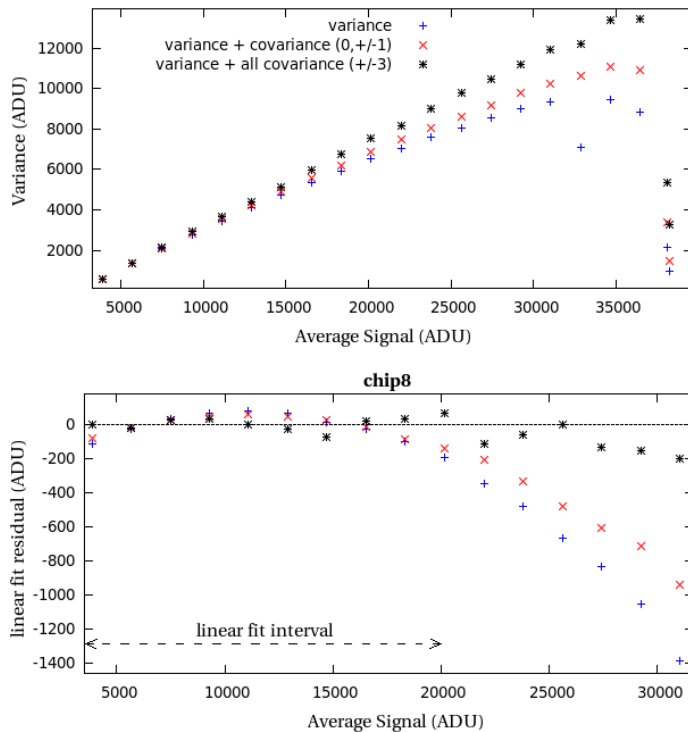 variance
variance + covariance (0,+/-1)
variance + all covariance (+/-3)
12000
10000
8000
6000
4000
2000
Variance (ADU)
5000 10000 15000 20000 25000 30000 35000
Average Signal (ADU)
chip8
0
-200
-400
-600
-800
-1000
-1200
-1400
linear fit residual (ADU)
linear fit interval
5000 10000 15000 20000 25000 30000
Average Signal (ADU)